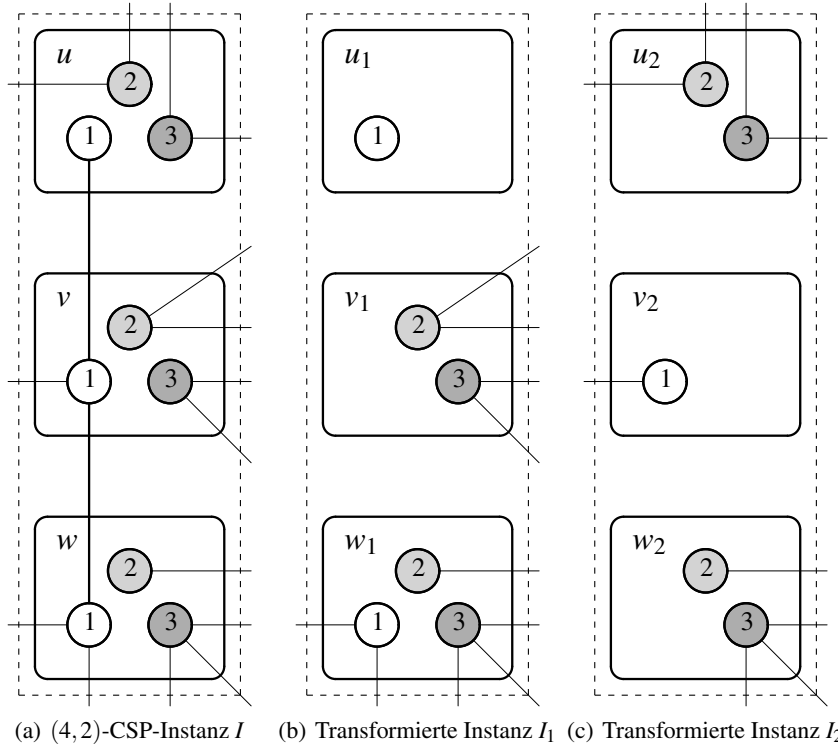 u u₁ u₂
2 2
1 3 1 3
v v₁ v₂
2 2
1 3 3 1
w w₁ w₂
2 2 2
1 3 1 3 3
(a) (4,2)-CSP-Instanz I (b) Transformierte Instanz I₁ (c) Transformierte Instanz I₂